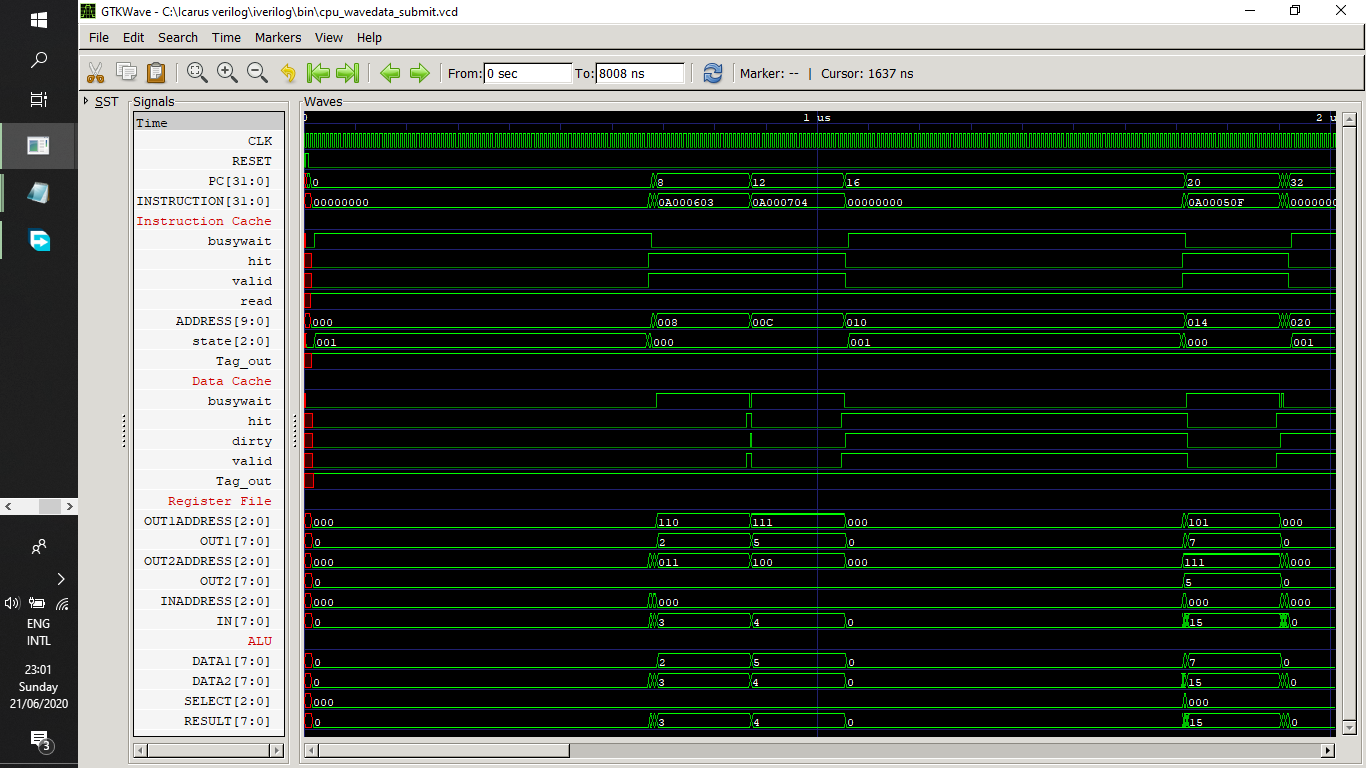 GTKWave - C:\Icarus verilog\iverilog\bin\cpu_wavedata_submit.vcd
File Edit Search Time Markers View Help
From: 0 sec To: 8008 ns Marker: -- | Cursor: 1637 ns
SST Signals Waves
Time 0 1 us 2 u
CLK
RESET
PC[31:0] 0 8 12 16 20 32
INSTRUCTION[31:0] 00000000 0A000603 0A000704 00000000 0A00050F 0000000
Instruction Cache
busywait
hit
valid
read
ADDRESS[9:0] 000 008 00C 010 014 020
state[2:0] 001 000 001 000 001
Tag_out
Data Cache
busywait
hit
dirty
valid
Tag_out
Register File
OUT1ADDRESS[2:0] 000 110 111 000 101 000
OUT1[7:0] 0 2 5 0 7 0
OUT2ADDRESS[2:0] 000 011 100 000 111 000
OUT2[7:0] 0 5 0
INADDRESS[2:0] 000 000 000 000
IN[7:0] 0 3 4 0 15 0
ALU
DATA1[7:0] 0 2 5 0 7 0
DATA2[7:0] 0 3 4 0 15 0
SELECT[2:0] 000 000
RESULT[7:0] 0 3 4 0 15 0
ENG
INTL
23:01
Sunday
21/06/2020
3